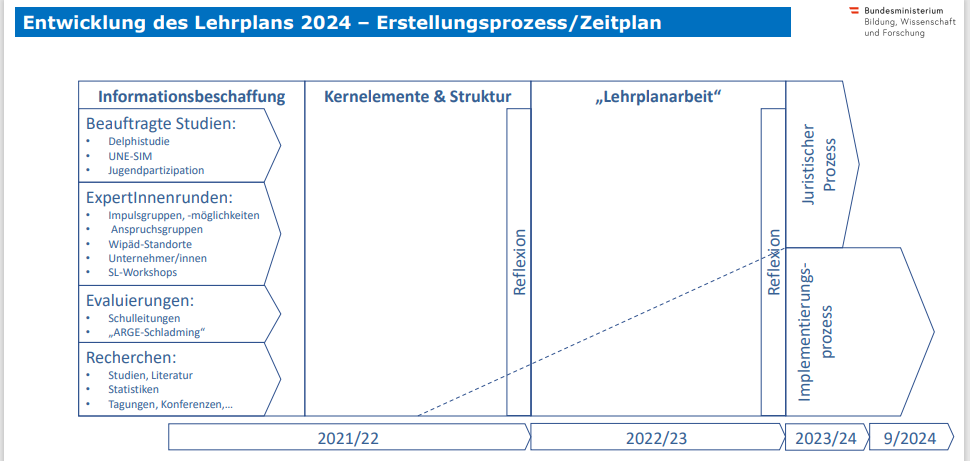 Entwicklung des Lehrplans 2024 – Erstellungsprozess/Zeitplan
Bundesministerium
Bildung, Wissenschaft
und Forschung
Informationsbeschaffung
Beauftragte Studien:
• Delphistudie
• UNE-SIM
• Jugendpartizipation
ExpertInnenrunden:
• Impulsgruppen, -möglichkeiten
• Anspruchsgruppen
• Wipäd-Standorte
• Unternehmer/innen
• SL-Workshops
Evaluierungen:
• Schulleitungen
• „ARGE-Schladming“
Recherchen:
• Studien, Literatur
• Statistiken
• Tagungen, Konferenzen,...
Kernelemente & Struktur
Reflexion
„Lehrplanarbeit“
Reflexion
Juristischer
Prozess
Implementierungs-
prozess
2021/22
2022/23
2023/24
9/2024